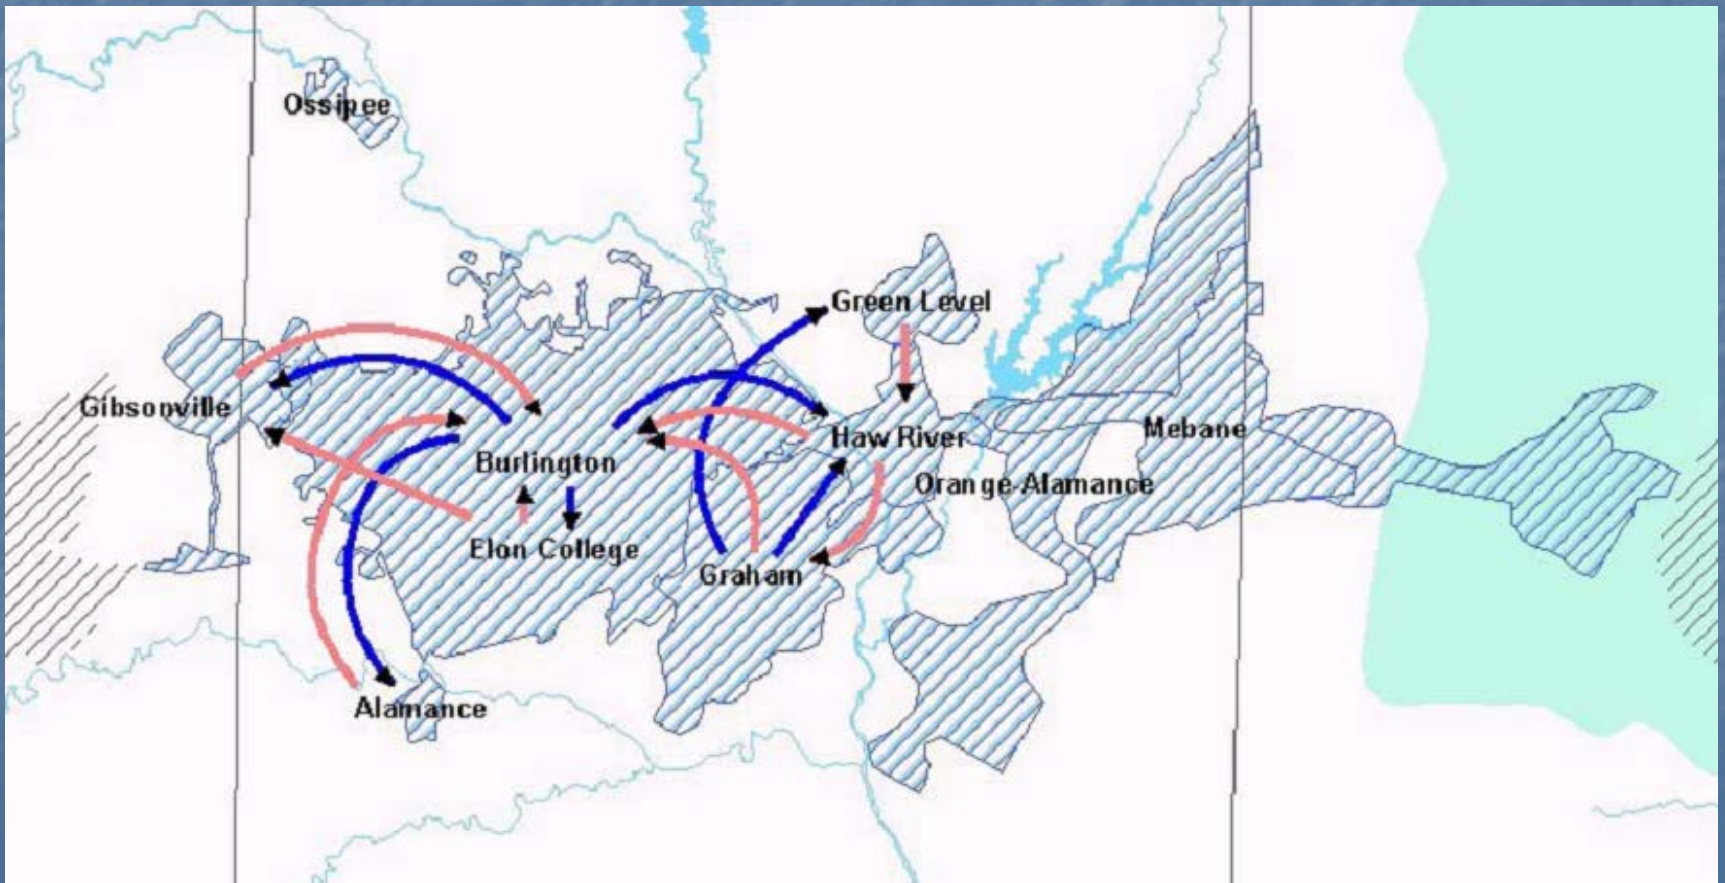 Ossipee
Green Level
Gibsonville
Haw River
Mebane
Burlington
Orange-Alamance
Elon College
Graham
Alamance